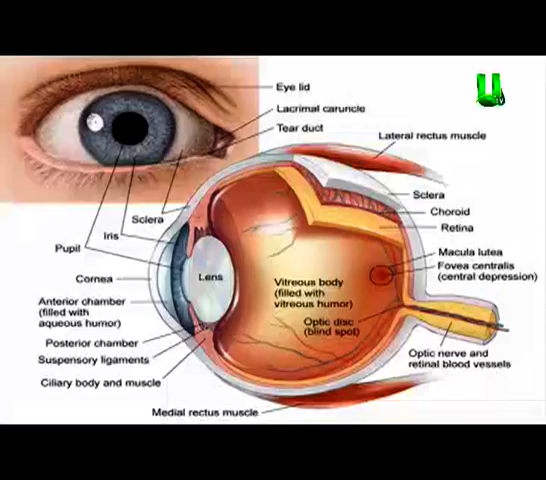 Eye lid
Lacrimal caruncle
Tear duct
Lateral rectus muscle
Sclera
Choroid
Retina
Macula lutea
Fovea centralis
(central depression)
Sclera
Iris
Pupil
Cornea
Lens
Anterior chamber
(filled with
aqueous humor)
Vitreous body
(filled with
vitreous humor)
Optic disc
(blind spot)
Posterior chamber
Suspensory ligaments
Ciliary body and muscle
Optic nerve and
retinal blood vessels
Medial rectus muscle